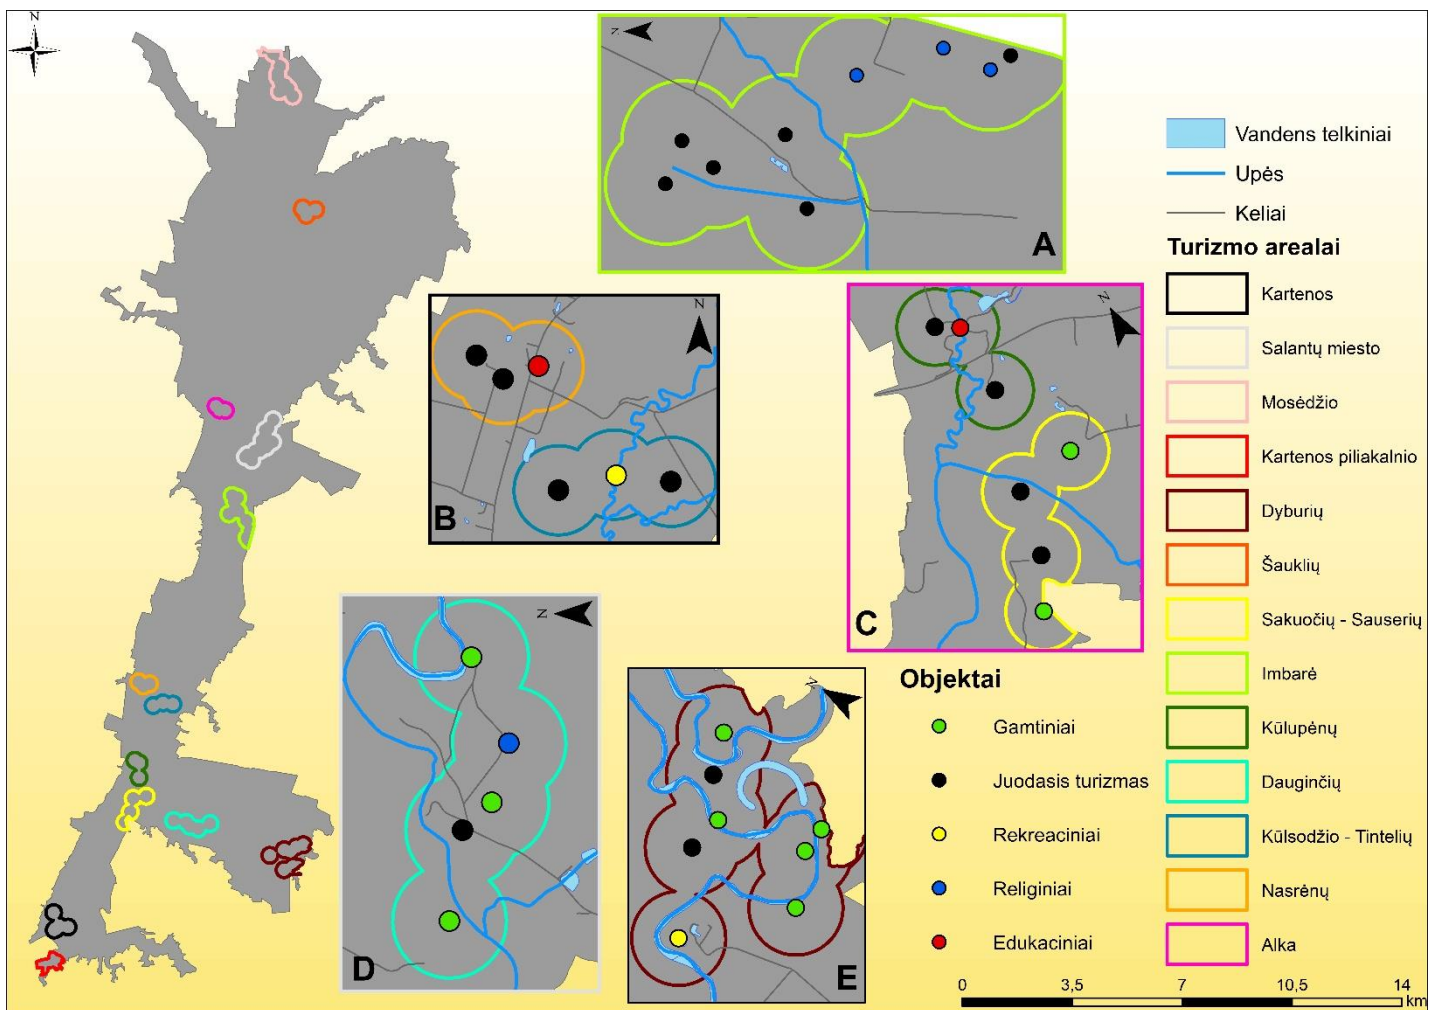 N
N
A
N
B
N
C
N
D
N
E
Vandens telkiniai
Upės
Keliai
Turizmo arealai
Kartenos
Salantų miesto
Mosėdžio
Kartenos piliakalnio
Dyburių
Šauklių
Sakuočių - Sauserių
Imbarė
Kūlupėnų
Dauginčių
Kūlsodžio - Tintelių
Nasrėnų
Alka
Objektai
Gamtiniai
Juodasis turizmas
Rekreaciniai
Religiniai
Edukaciniai
0 3,5 7 10,5 14
km